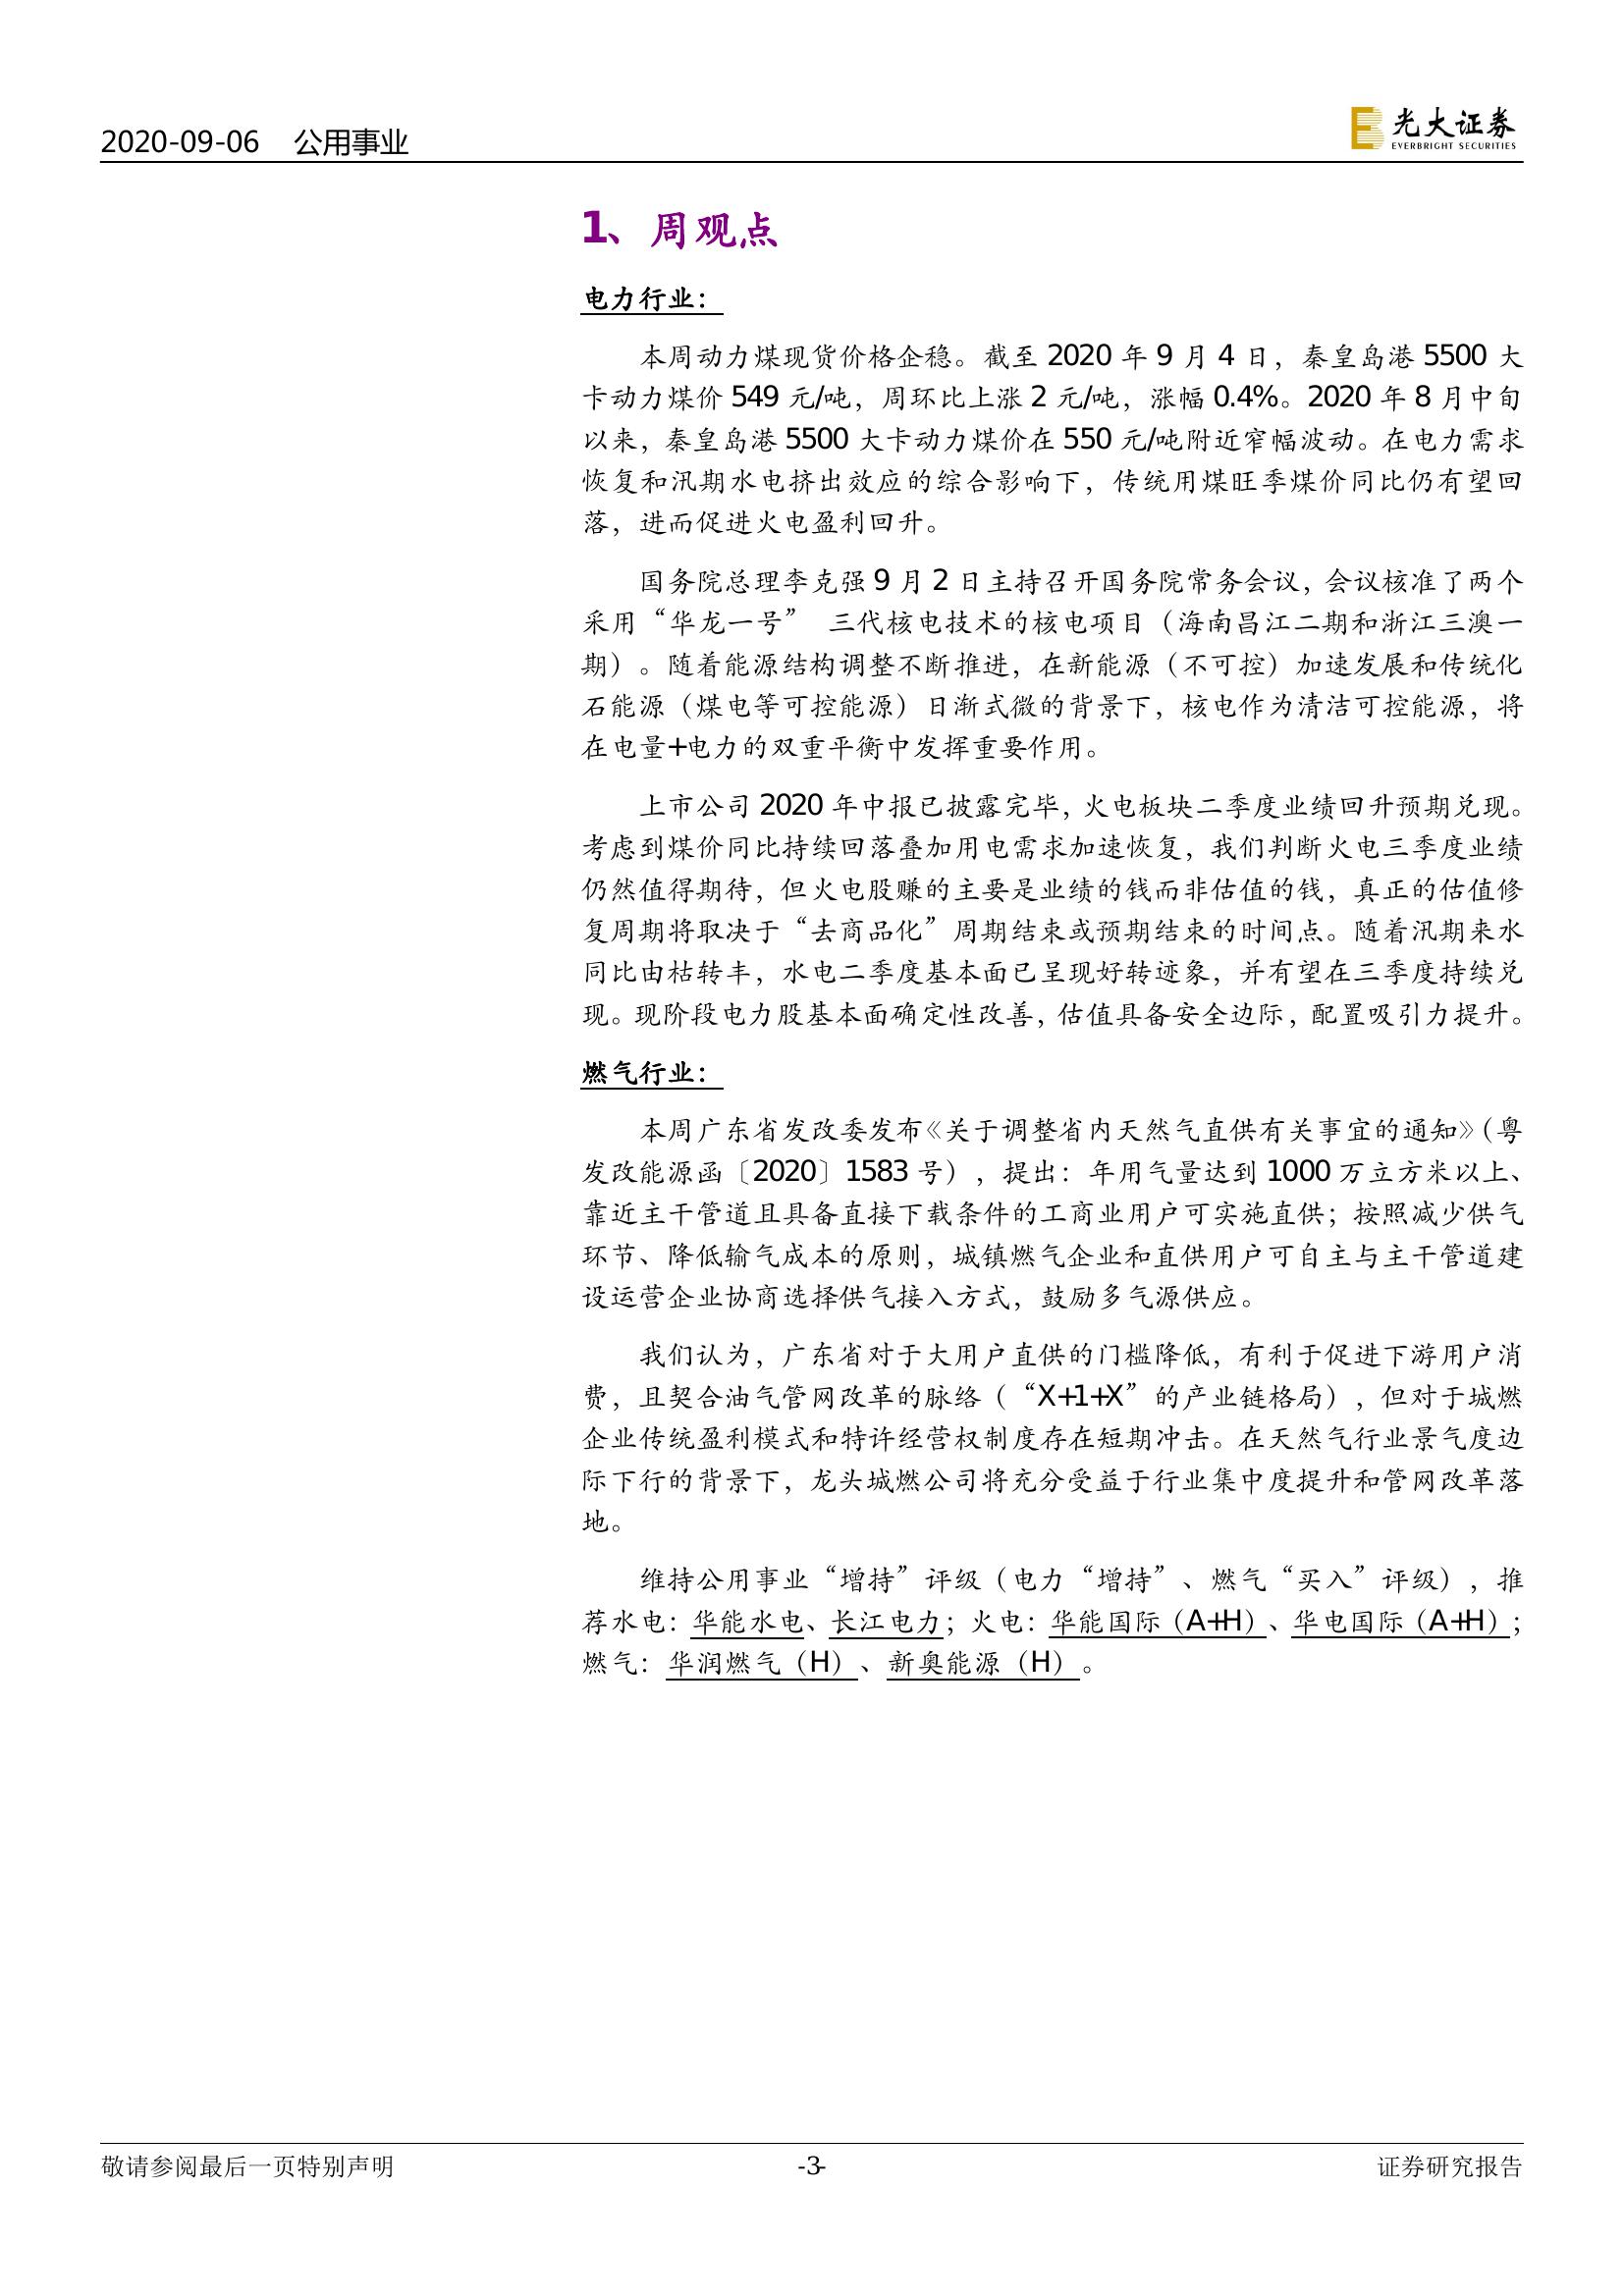 2020-09-06 公用事业
光大证券
EVERBRIGHT SECURITIES
1、周观点
电力行业：
本周动力煤现货价格企稳。截至 2020 年 9 月 4 日，秦皇岛港 5500 大
卡动力煤价 549 元/吨，周环比上涨 2 元/吨，涨幅 0.4%。2020 年 8 月中旬
以来，秦皇岛港 5500 大卡动力煤价在 550 元/吨附近窄幅波动。在电力需求
恢复和汛期水电挤出效应的综合影响下，传统用煤旺季煤价同比仍有望回
落，进而促进火电盈利回升。
国务院总理李克强 9 月 2 日主持召开国务院常务会议，会议核准了两个
采用“华龙一号” 三代核电技术的核电项目（海南昌江二期和浙江三澳一
期）。随着能源结构调整不断推进，在新能源（不可控）加速发展和传统化
石能源（煤电等可控能源）日渐式微的背景下，核电作为清洁可控能源，将
在电量+电力的双重平衡中发挥重要作用。
上市公司 2020 年中报已披露完毕，火电板块二季度业绩回升预期兑现。
考虑到煤价同比持续回落叠加用电需求加速恢复，我们判断火电三季度业绩
仍然值得期待，但火电股赚的主要是业绩的钱而非估值的钱，真正的估值修
复周期将取决于“去商品化”周期结束或预期结束的时间点。随着汛期来水
同比由枯转丰，水电二季度基本面已呈现好转迹象，并有望在三季度持续兑
现。现阶段电力股基本面确定性改善，估值具备安全边际，配置吸引力提升。
燃气行业：
本周广东省发改委发布《关于调整省内天然气直供有关事宜的通知》（粤
发改能源函〔2020〕1583 号），提出：年用气量达到 1000 万立方米以上、
靠近主干管道且具备直接下载条件的工商业用户可实施直供；按照减少供气
环节、降低输气成本的原则，城镇燃气企业和直供用户可自主与主干管道建
设运营企业协商选择供气接入方式，鼓励多气源供应。
我们认为，广东省对于大用户直供的门槛降低，有利于促进下游用户消
费，且契合油气管网改革的脉络（“X+1+X”的产业链格局），但对于城燃
企业传统盈利模式和特许经营权制度存在短期冲击。在天然气行业景气度边
际下行的背景下，龙头城燃公司将充分受益于行业集中度提升和管网改革落
地。
维持公用事业“增持”评级（电力“增持”、燃气“买入”评级），推
荐水电：华能水电、长江电力；火电：华能国际（A+H）、华电国际（A+H）；
燃气：华润燃气（H）、新奥能源（H）。
敬请参阅最后一页特别声明 -3- 证券研究报告